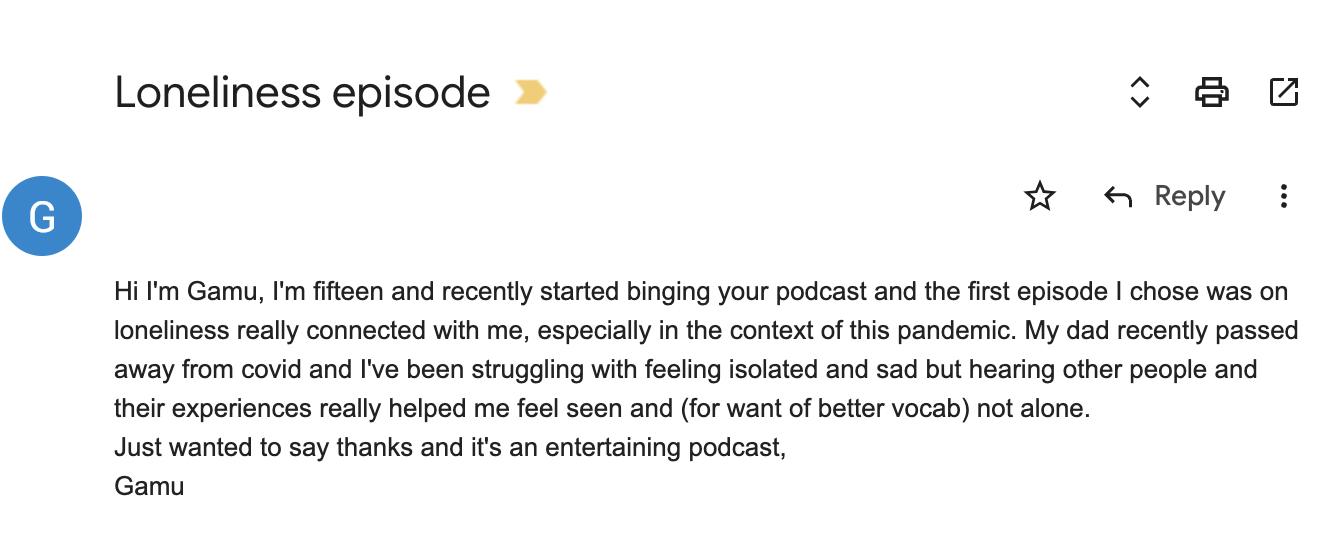 Loneliness episode
Reply
G
Hi I'm Gamu, I'm fifteen and recently started binging your podcast and the first episode I chose was on
loneliness really connected with me, especially in the context of this pandemic. My dad recently passed
away from covid and I've been struggling with feeling isolated and sad but hearing other people and
their experiences really helped me feel seen and (for want of better vocab) not alone.
Just wanted to say thanks and it's an entertaining podcast,
Gamu